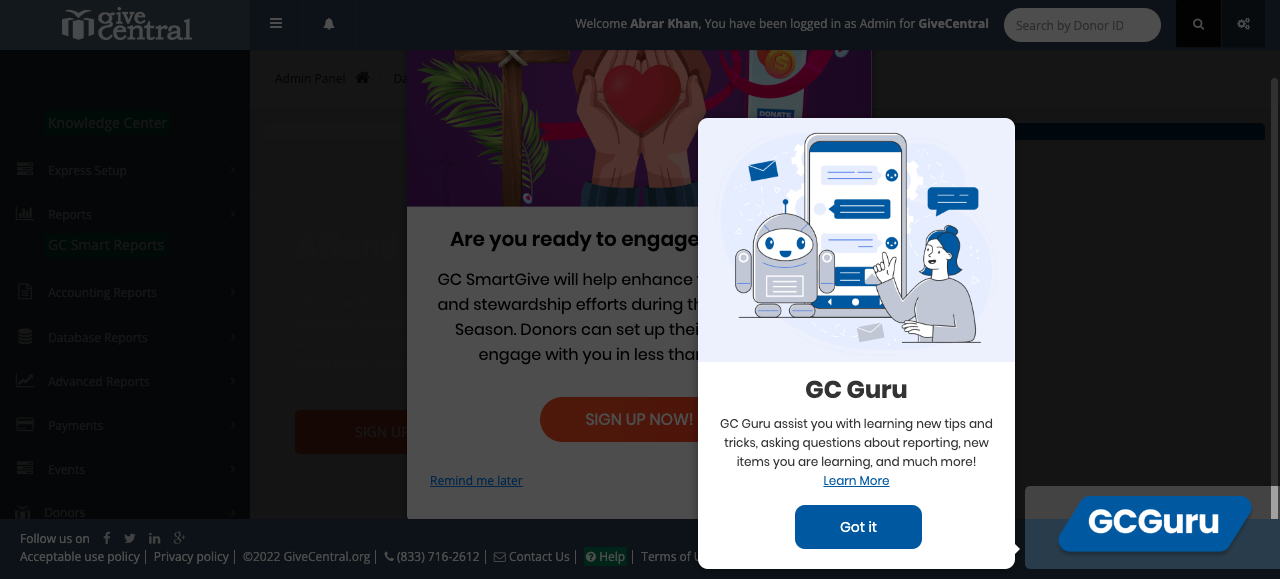 give central
Welcome Abrar Khan, You have been logged in as Admin for GiveCentral
Search by Donor ID
Admin Panel
Knowledge Center
Express Setup
Reports
GC Smart Reports
Accounting Reports
Database Reports
Advanced Reports
Payments
Events
Donors
DONATE
Are you ready to engage
GC SmartGive will help enhance
and stewardship efforts during
Season. Donors can set up
engage with you in less
SIGN UP NOW!
SIGN
Remind me later
GC Guru
GC Guru assist you with learning new tips and
tricks, asking questions about reporting, new
items you are learning, and much more!
Learn More
Got it
GCGuru
Follow us on
Acceptable use policy | Privacy policy | ©2022 GiveCentral.org | (833) 716-2612 | Contact Us | Help | Terms of